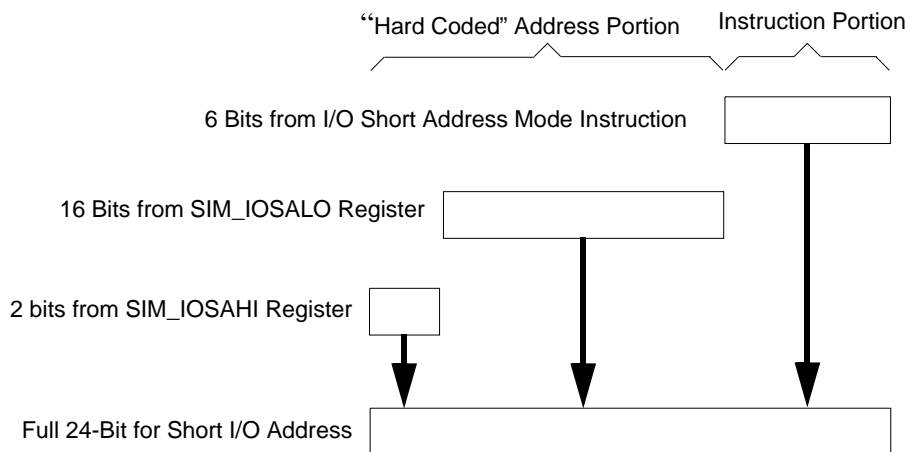 “Hard Coded” Address Portion
Instruction Portion
6 Bits from I/O Short Address Mode Instruction
16 Bits from SIM_IOSALO Register
2 bits from SIM_IOSAHI Register
Full 24-Bit for Short I/O Address